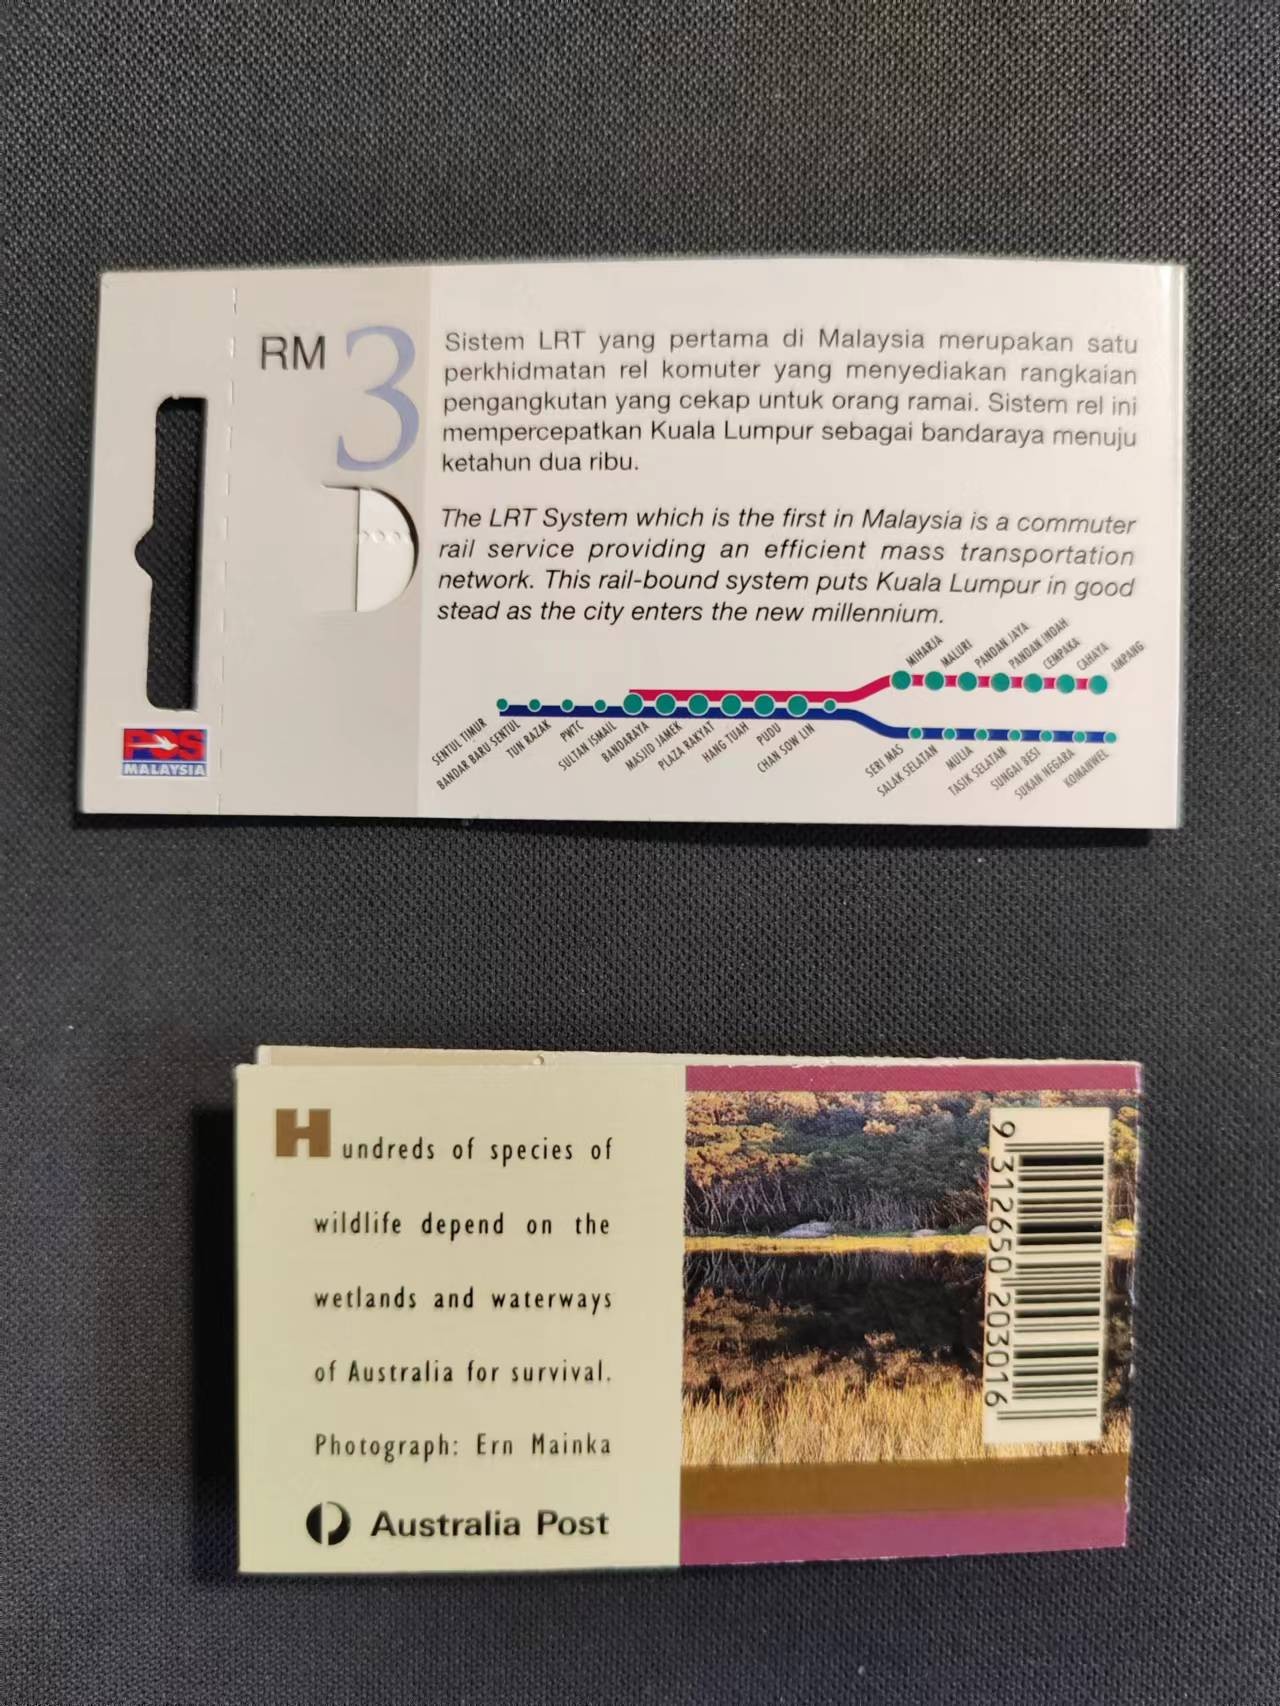 RM 3
Sistem LRT yang pertama di Malaysia merupakan satu
perkhidmatan rel komuter yang menyediakan rangkaian
pengangkutan yang cekap untuk orang ramai. Sistem rel ini
mempercepatkan Kuala Lumpur sebagai bandaraya menuju
ketahun dua ribu.
The LRT System which is the first in Malaysia is a commuter
rail service providing an efficient mass transportation
network. This rail-bound system puts Kuala Lumpur in good
stead as the city enters the new millennium.
MIHARJA
MALURI
PANDAN JAYA
PANDAN INDAH
CEMPAKA
CAHAYA
AMPANG
SENTUL TIMUR
BANDAR BARU SENTUL
TUN RAZAK
PWTC
SULTAN ISMAIL
BANDARAYA
MASJID JAMEK
PLAZA RAKYAT
HANG TUAH
PUDU
CHAN SOW LIN
SERI MAS
SALAK SELATAN
MULIA
TASIK SELATAN
SUNGAI BESI
SUKAN NEGARA
KOMANWEL
POS
MALAYSIA
Hundreds of species of
wildlife depend on the
wetlands and waterways
of Australia for survival.
Photograph: Ern Mainka
Australia Post
9 312650 203016